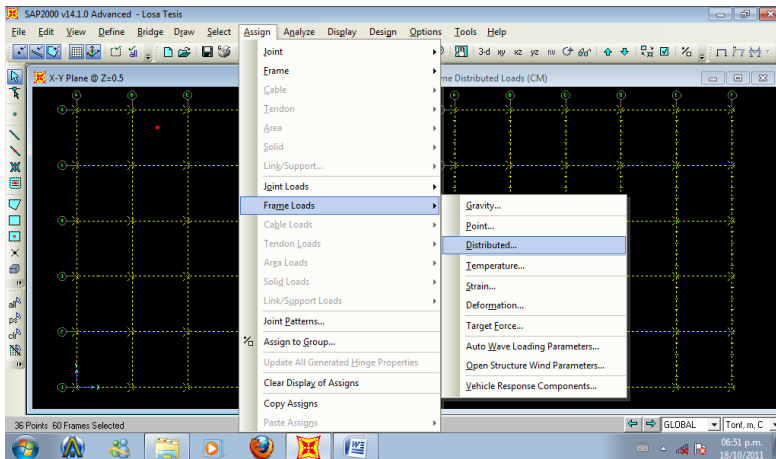 SAP2000 v14.1.0 Advanced - Losa Tesis
File Edit View Define Bridge Draw Select Assign Analyze Display Design Options Tools Help
3-d xy xz yz nv
X-Y Plane @ Z=0.5
me Distributed Loads (CM)
Joint
Frame
Cable
Tendon
Area
Solid
Link/Support...
Joint Loads
Frame Loads
Cable Loads
Tendon Loads
Area Loads
Solid Loads
Link/Support Loads
Joint Patterns...
Assign to Group...
Update All Generated Hinge Properties
Clear Display of Assigns
Copy Assigns
Paste Assigns
Gravity...
Point...
Distributed...
Temperature...
Strain...
Deformation...
Target Force...
Auto Wave Loading Parameters...
Open Structure Wind Parameters...
Vehicle Response Components...
all
ps
clr
36 Points 60 Frames Selected
GLOBAL
Tonf, m, C
06:51 p.m.
18/10/2011